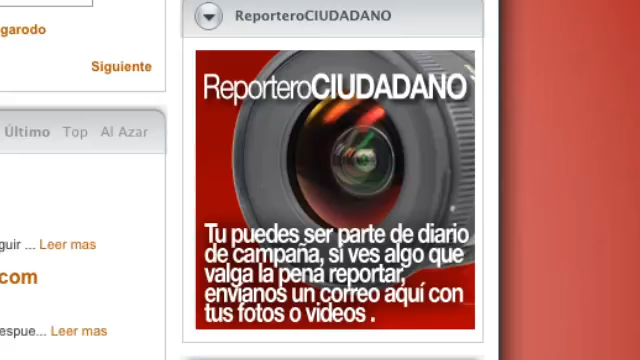 garodo
Siguiente
Último Top Al Azar
guir ... Leer mas
com
espue... Leer mas
ReporteroCIUDADANO
ReporteroCIUDADANO
Tu puedes ser parte de diario
de campaña, si ves algo que
valga la pena reportar,
envianos un correo aquí con
tus fotos o videos .